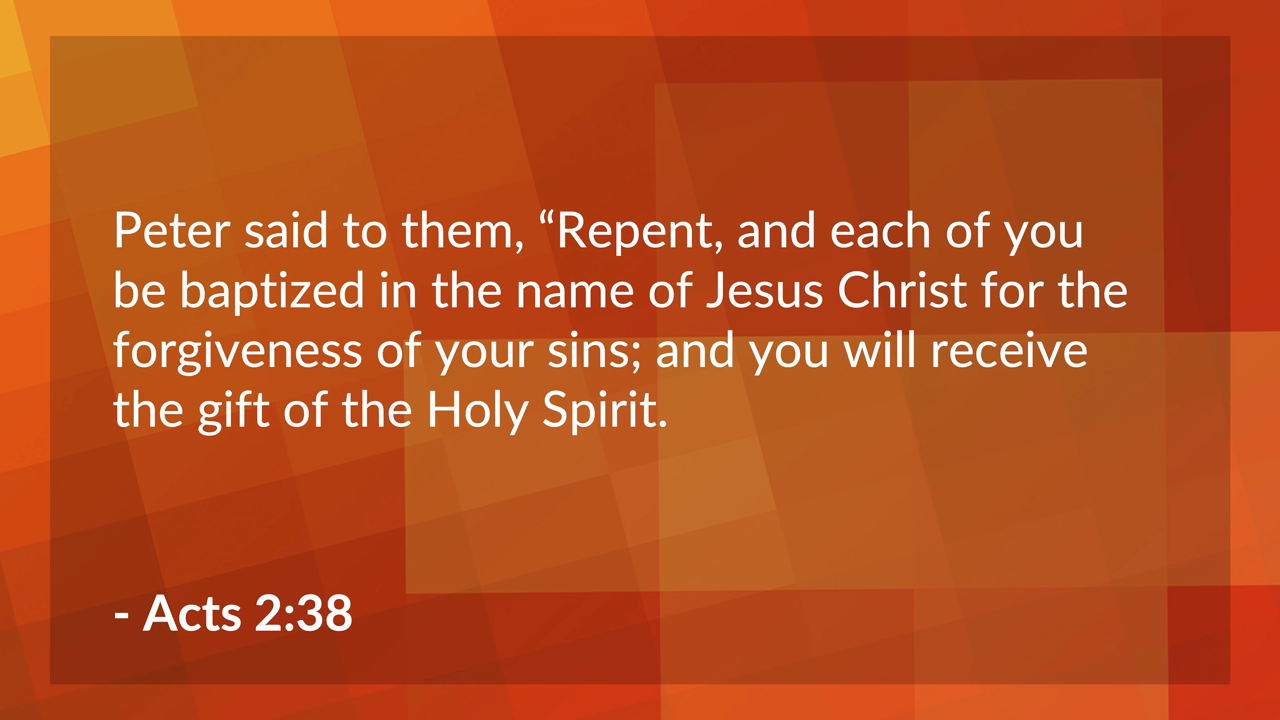 Peter said to them, “Repent, and each of you
be baptized in the name of Jesus Christ for the
forgiveness of your sins; and you will receive
the gift of the Holy Spirit.
- Acts 2:38